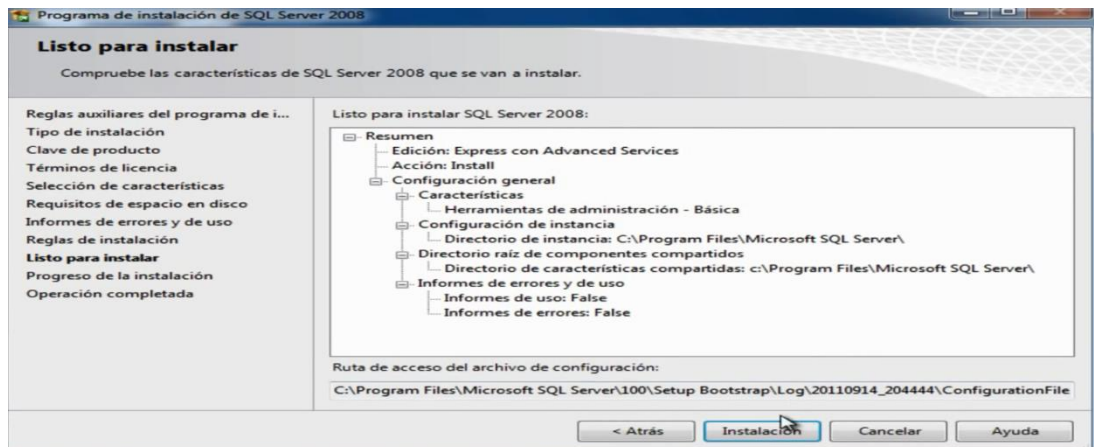 Programa de instalación de SQL Server 2008
Listo para instalar
Compruebe las características de SQL Server 2008 que se van a instalar.
Reglas auxiliares del programa de i...
Tipo de instalación
Clave de producto
Términos de licencia
Selección de características
Requisitos de espacio en disco
Informes de errores y de uso
Reglas de instalación
Listo para instalar
Progreso de la instalación
Operación completada
Listo para instalar SQL Server 2008:
Resumen
Edición: Express con Advanced Services
Acción: Install
Configuración general
Características
Herramientas de administración - Básica
Configuración de instancia
Directorio de instancia: C:\Program Files\Microsoft SQL Server\
Directorio raíz de componentes compartidos
Directorio de características compartidas: c:\Program Files\Microsoft SQL Server\
Informes de errores y de uso
Informes de uso: False
Informes de errores: False
Ruta de acceso del archivo de configuración:
C:\Program Files\Microsoft SQL Server\100\Setup Bootstrap\Log\20110914_204444\ConfigurationFile
< Atrás
Instalación
Cancelar
Ayuda